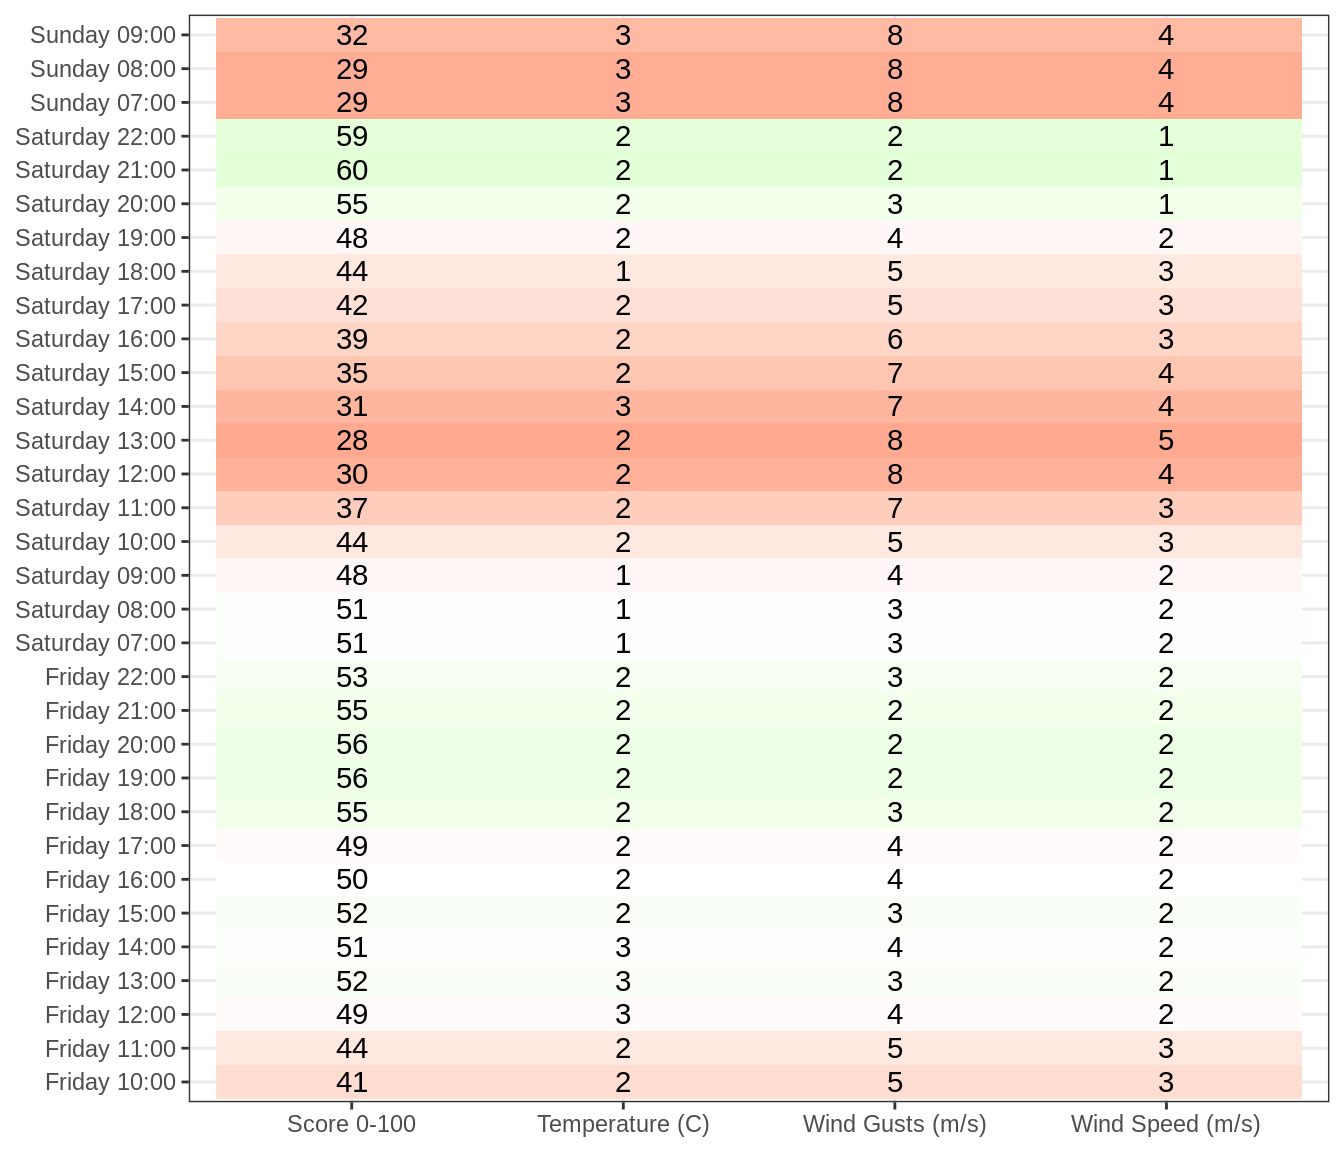 Sunday 09:00 32 3 8 4
Sunday 08:00 29 3 8 4
Sunday 07:00 29 3 8 4
Saturday 22:00 59 2 2 1
Saturday 21:00 60 2 2 1
Saturday 20:00 55 2 3 1
Saturday 19:00 48 2 4 2
Saturday 18:00 44 1 5 3
Saturday 17:00 42 2 5 3
Saturday 16:00 39 2 6 3
Saturday 15:00 35 2 7 4
Saturday 14:00 31 3 7 4
Saturday 13:00 28 2 8 5
Saturday 12:00 30 2 8 4
Saturday 11:00 37 2 7 3
Saturday 10:00 44 2 5 3
Saturday 09:00 48 1 4 2
Saturday 08:00 51 1 3 2
Saturday 07:00 51 1 3 2
Friday 22:00 53 2 3 2
Friday 21:00 55 2 2 2
Friday 20:00 56 2 2 2
Friday 19:00 56 2 2 2
Friday 18:00 55 2 3 2
Friday 17:00 49 2 4 2
Friday 16:00 50 2 4 2
Friday 15:00 52 2 3 2
Friday 14:00 51 3 4 2
Friday 13:00 52 3 3 2
Friday 12:00 49 3 4 2
Friday 11:00 44 2 5 3
Friday 10:00 41 2 5 3
Score 0-100 Temperature (C) Wind Gusts (m/s) Wind Speed (m/s)